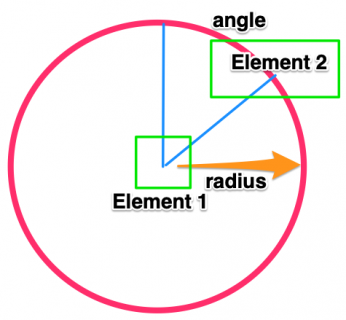 angle
Element 2
radius
Element 1